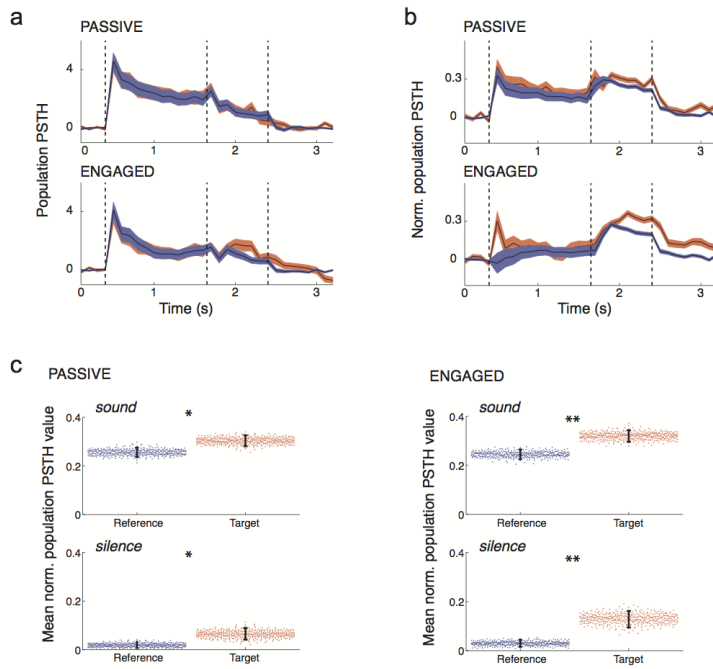 a
PASSIVE
4
0
0 1 2 3
ENGAGED
4
0
0 1 2 3
Time (s)
Population PSTH
b
PASSIVE
0.3
0
0 1 2 3
ENGAGED
0.3
0
0 1 2 3
Time (s)
Norm. population PSTH
c
PASSIVE
sound
*
0.4
0.2
0
Reference Target
silence
*
0.4
0.2
0
Reference Target
Mean norm. population PSTH value
ENGAGED
sound
**
0.4
0.2
0
Reference Target
silence
**
0.4
0.2
0
Reference Target
Mean norm. population PSTH value